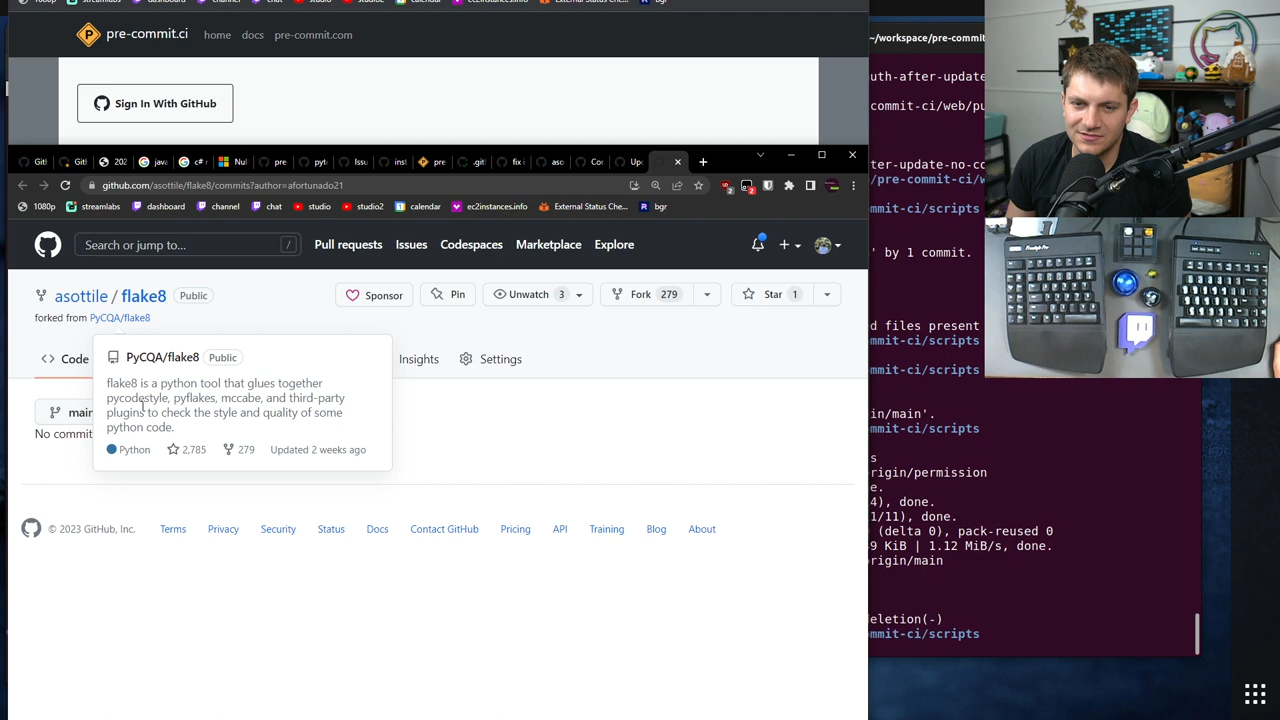 pre-commit.ci home docs pre-commit.com
Sign In With GitHub
github.com/asottile/flake8/commits?author=afortunado21
1080p streamlabs dashboard channel chat studio studio2 calendar ec2instances.info External Status Che... bgr
Search or jump to... /
Pull requests Issues Codespaces Marketplace Explore
asottile / flake8 Public
Sponsor Pin Unwatch 3 Fork 279 Star 1
forked from PyCQA/flake8
Code Insights Settings
PyCQA/flake8 Public
flake8 is a python tool that glues together
pycodestyle, pyflakes, mccabe, and third-party
plugins to check the style and quality of some
python code.
Python 2,785 279 Updated 2 weeks ago
main
No commit
© 2023 GitHub, Inc. Terms Privacy Security Status Docs Contact GitHub Pricing API Training Blog About
~/workspace/pre-commit
uth-after-update
commit-ci/web/pu
ter-update-no-co
/pre-commit-ci/w
mmit-ci/scripts
' by 1 commit.
d files present
mmit-ci/scripts
mmit-ci/scripts
in/main'.
mmit-ci/scripts
s
rigin/permission
e.
4), done.
1/11), done.
(delta 0), pack-reused 0
9 KiB | 1.12 MiB/s, done.
rigin/main
deletion(-)
mmit-ci/scripts